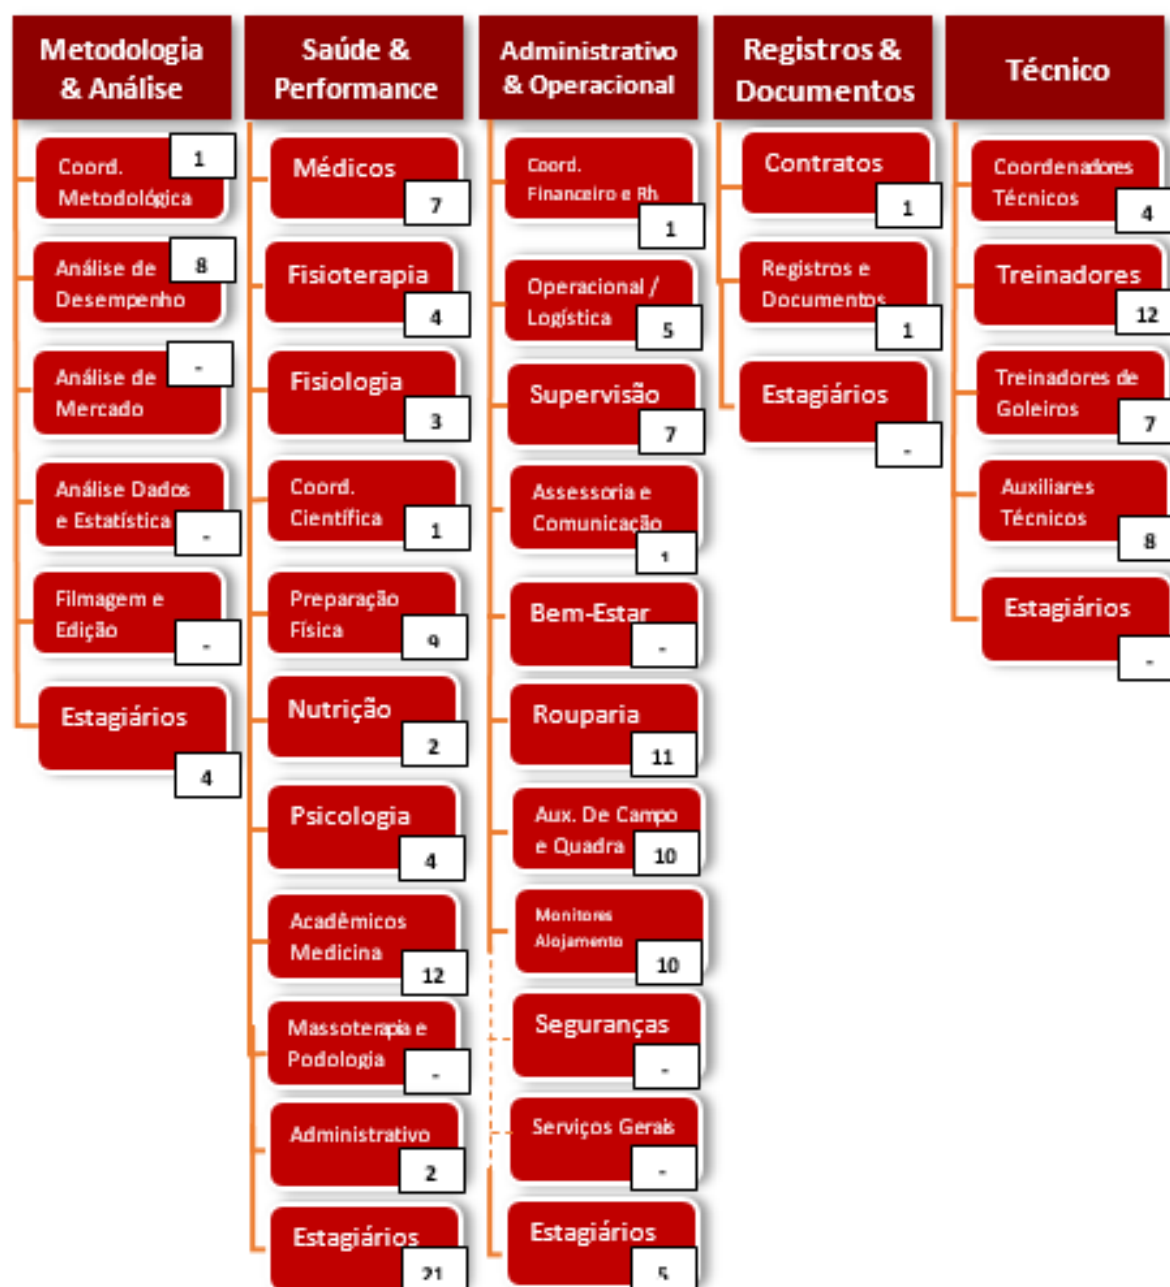 Metodologia
& Análise
Coord.
Metodológica
1
Análise de
Desempenho
8
Análise de
Mercado
-
Análise Dados
e Estatística
-
Filmagem e
Edição
-
Estagiários
4
Saúde &
Performance
Médicos
7
Fisioterapia
4
Fisiologia
3
Coord.
Científica
1
Preparação
Física
9
Nutrição
2
Psicologia
4
Acadêmicos
Medicina
12
Massoterapia e
Podologia
-
Administrativo
2
Estagiários
21
Administrativo
& Operacional
Coord.
Financeiro e Rh
1
Operacional /
Logística
5
Supervisão
7
Assessoria e
Comunicação
1
Bem-Estar
-
Rouparia
11
Aux. De Campo
e Quadra
10
Monitores
Alojamento
10
Seguranças
-
Serviços Gerais
-
Estagiários
5
Registros &
Documentos
Contratos
1
Registros e
Documentos
1
Estagiários
-
Técnico
Coordenadores
Técnicos
4
Treinadores
12
Treinadores de
Goleiros
7
Auxiliares
Técnicos
8
Estagiários
-